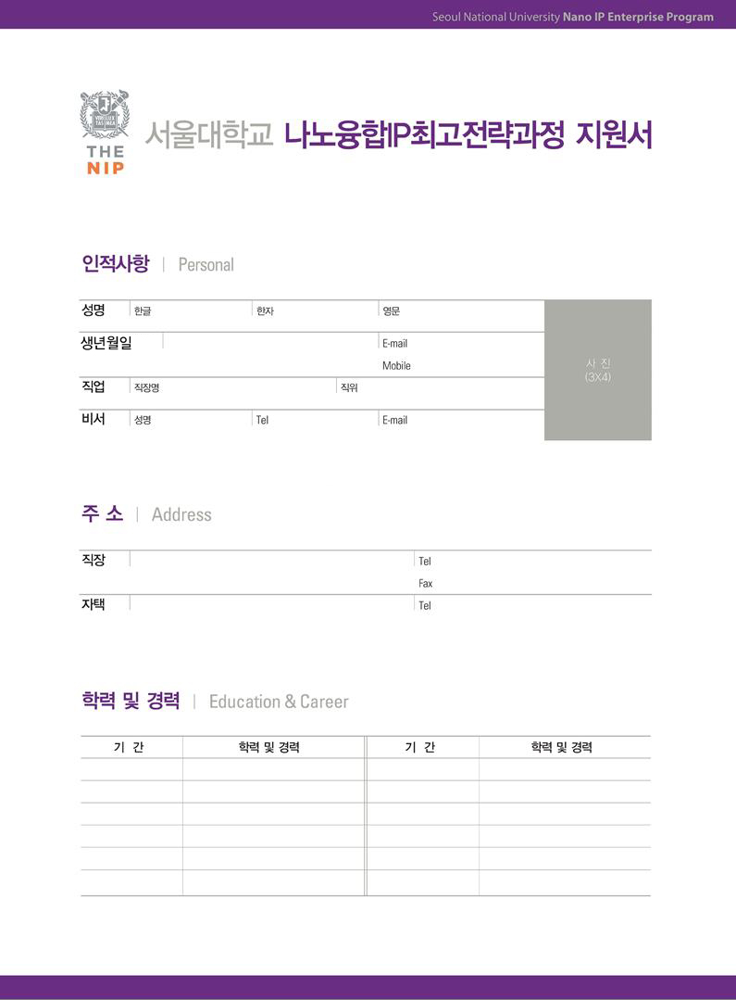 Seoul National University Nano IP Enterprise Program
VERI LUX TAS MEA
THE
NIP
서울대학교 나노융합IP최고전략과정 지원서
인적사항 | Personal
성명 한글 한자 영문
생년월일 E-mail
Mobile
사 진
(3X4)
직업 직장명 직위
비서 성명 Tel E-mail
주 소 | Address
직장 Tel
Fax
자택 Tel
학력 및 경력 | Education & Career
기 간 학력 및 경력 기 간 학력 및 경력